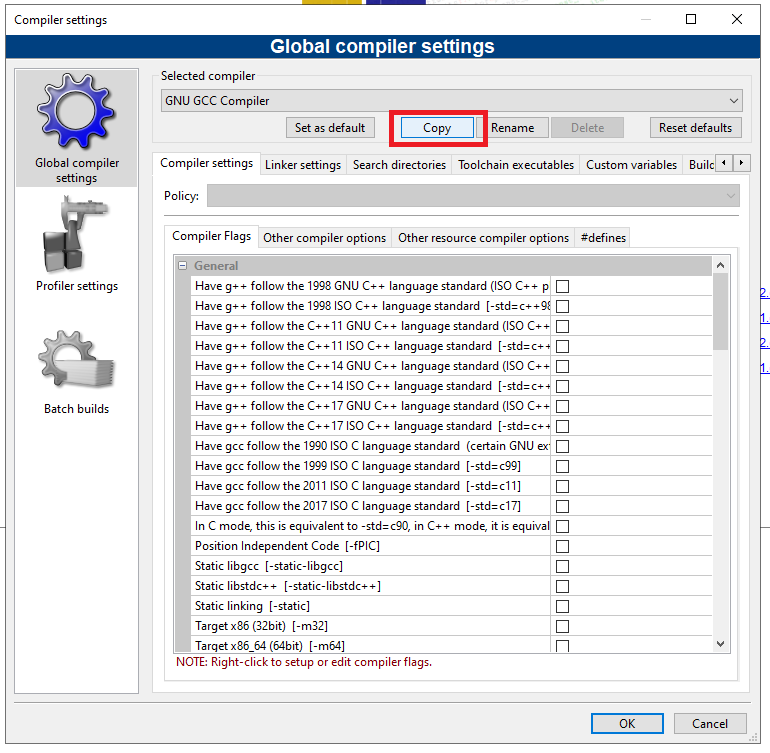 Compiler settings
Global compiler settings
Global compiler
settings
Profiler settings
Batch builds
Selected compiler
GNU GCC Compiler
Set as default
Copy
Rename
Delete
Reset defaults
Compiler settings
Linker settings
Search directories
Toolchain executables
Custom variables
Build
Policy:
Compiler Flags
Other compiler options
Other resource compiler options
#defines
General
Have g++ follow the 1998 GNU C++ language standard (ISO C++ p
Have g++ follow the 1998 ISO C++ language standard [-std=c++98
Have g++ follow the C++11 GNU C++ language standard (ISO C++
Have g++ follow the C++11 ISO C++ language standard [-std=c++
Have g++ follow the C++14 GNU C++ language standard (ISO C++
Have g++ follow the C++14 ISO C++ language standard [-std=c++
Have g++ follow the C++17 GNU C++ language standard (ISO C++
Have g++ follow the C++17 ISO C++ language standard [-std=c++
Have gcc follow the 1990 ISO C language standard (certain GNU ex
Have gcc follow the 1999 ISO C language standard [-std=c99]
Have gcc follow the 2011 ISO C language standard [-std=c11]
Have gcc follow the 2017 ISO C language standard [-std=c17]
In C mode, this is equivalent to -std=c90, in C++ mode, it is equival
Position Independent Code [-fPIC]
Static libgcc [-static-libgcc]
Static libstdc++ [-static-libstdc++]
Static linking [-static]
Target x86 (32bit) [-m32]
Target x86_64 (64bit) [-m64]
NOTE: Right-click to setup or edit compiler flags.
OK
Cancel
2.
1.
2.
1.